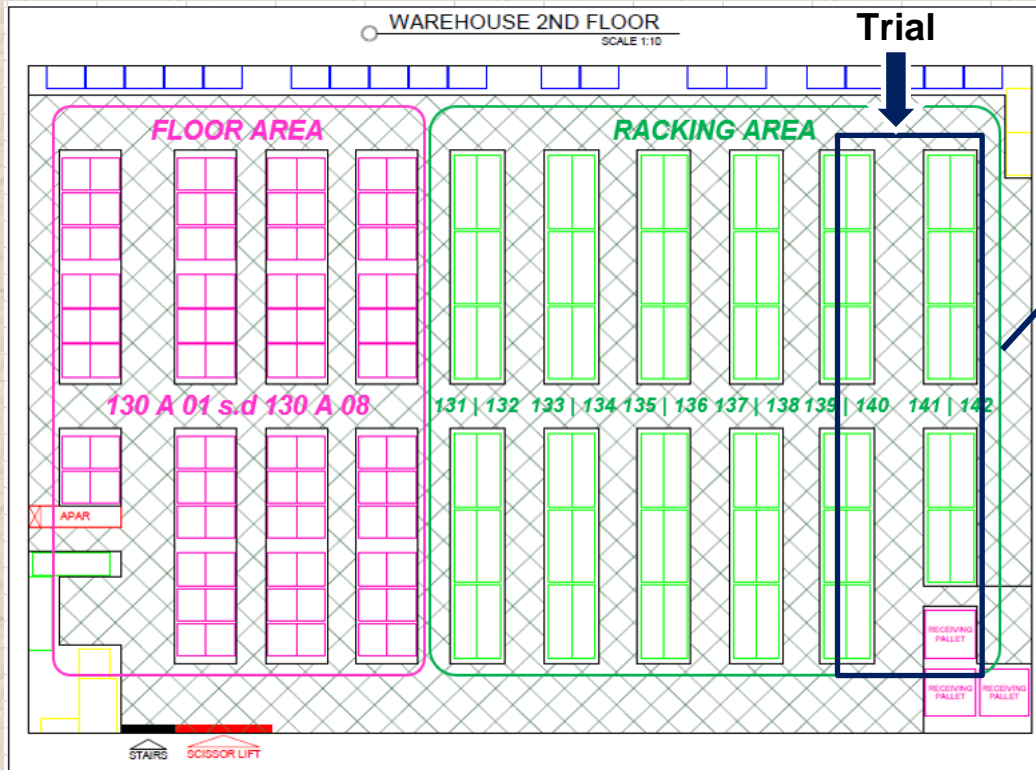 WAREHOUSE 2ND FLOOR
SCALE 1:10
Trial
FLOOR AREA
RACKING AREA
130 A 01 s.d 130 A 08
131 | 132
133 | 134
135 | 136
137 | 138
139 | 140
141 | 142
APAR
RECEIVING
PALLET
RECEIVING
PALLET
RECEIVING
PALLET
STAIRS
SCISSOR LIFT